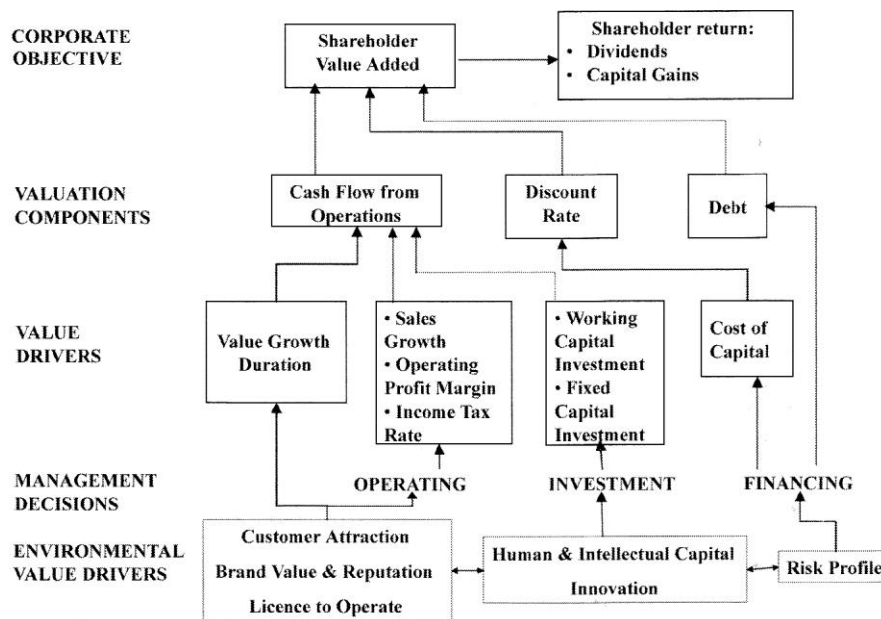 CORPORATE
OBJECTIVE
Shareholder
Value Added
Shareholder return:
• Dividends
• Capital Gains
VALUATION
COMPONENTS
Cash Flow from
Operations
Discount
Rate
Debt
VALUE
DRIVERS
Value Growth
Duration
• Sales
Growth
• Operating
Profit Margin
• Income Tax
Rate
• Working
Capital
Investment
• Fixed
Capital
Investment
Cost of
Capital
MANAGEMENT
DECISIONS
OPERATING
INVESTMENT
FINANCING
ENVIRONMENTAL
VALUE DRIVERS
Customer Attraction
Brand Value & Reputation
Licence to Operate
Human & Intellectual Capital
Innovation
Risk Profile